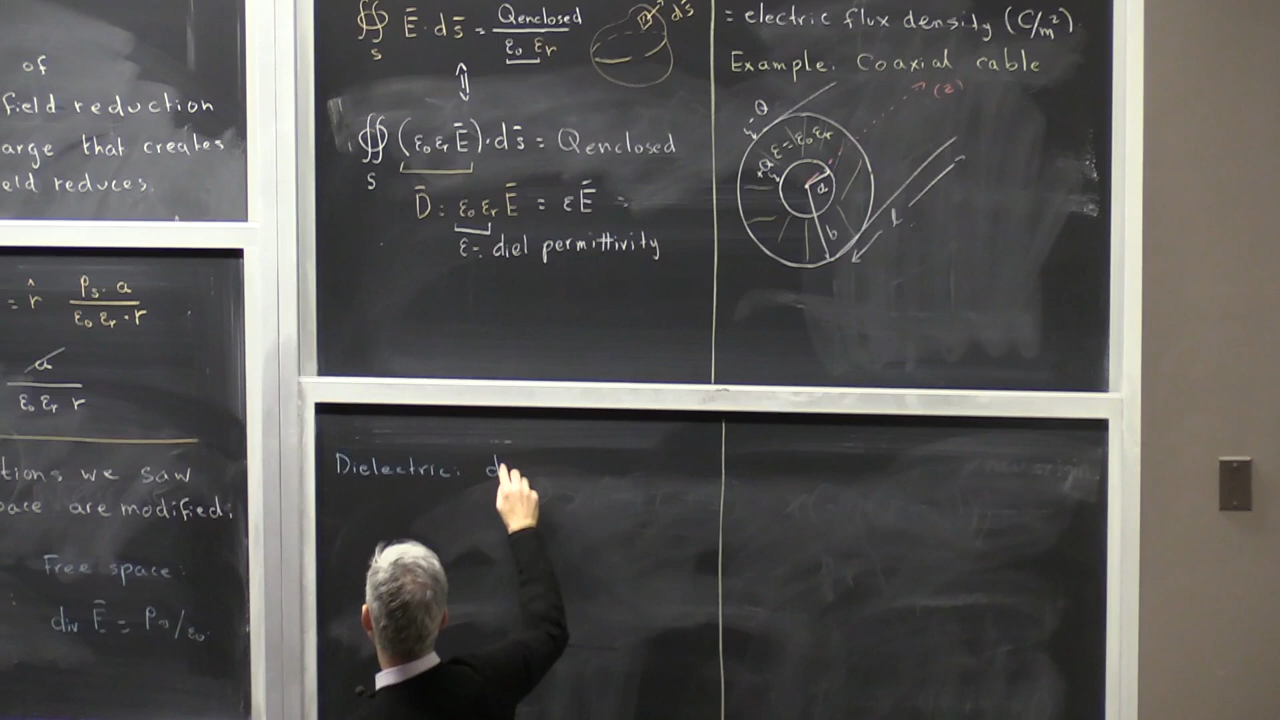 of
field reduction
arge that creates
eld reduces.
= r̂ ρs · a / ε₀ εr · r
a / ε₀ εr r
tions we saw
pace are modified:
Free space:
div Ē = ρv/ε₀.
∯ Ē · ds̄ = Qenclosed / ε₀ εr
S
ds̄
∯ (ε₀ εr Ē) · ds̄ = Qenclosed
S
D̄ = ε₀ εr Ē = εĒ =
ε = diel permittivity
= electric flux density (C/m²)
Example. Coaxial cable
(z)
-Q
ε = ε₀ εr
+Q
a
b
l
Dielectric: d